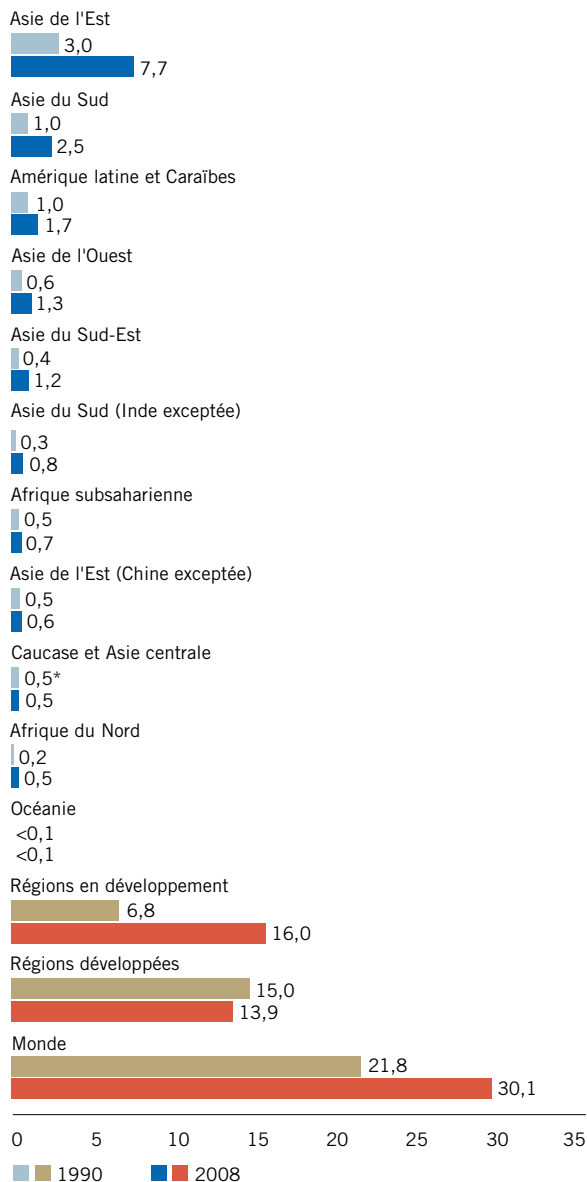 Asie de l'Est
3,0
7,7
Asie du Sud
1,0
2,5
Amérique latine et Caraïbes
1,0
1,7
Asie de l'Ouest
0,6
1,3
Asie du Sud-Est
0,4
1,2
Asie du Sud (Inde exceptée)
0,3
0,8
Afrique subsaharienne
0,5
0,7
Asie de l'Est (Chine exceptée)
0,5
0,6
Caucase et Asie centrale
0,5*
0,5
Afrique du Nord
0,2
0,5
Océanie
<0,1
<0,1
Régions en développement
6,8
16,0
Régions développées
15,0
13,9
Monde
21,8
30,1
0 5 10 15 20 25 30 35
1990 2008